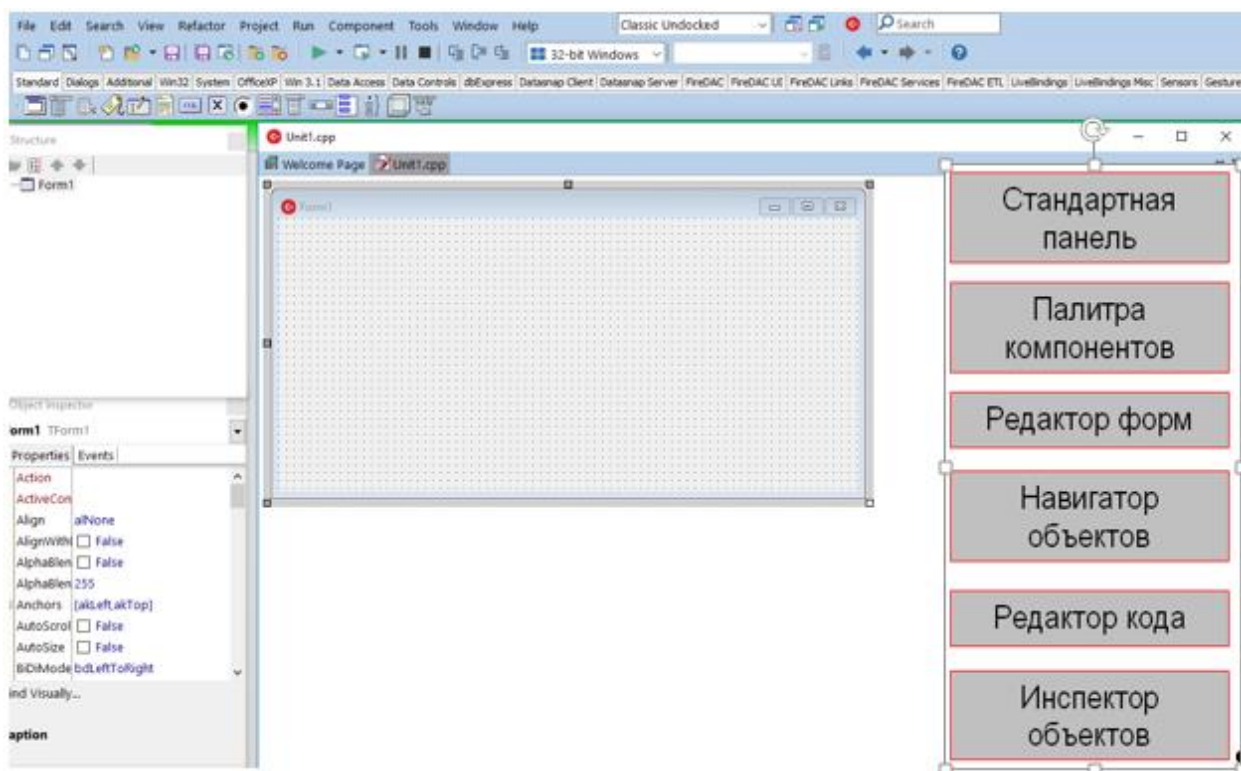 File Edit Search View Refactor Project Run Component Tools Window Help Classic Undocked Search
32-bit Windows
Standard Dialogs Additional Win32 System OfficeXP Win 3.1 Data Access Data Controls dbExpress Datasnap Client Datasnap Server FireDAC FireDAC UI FireDAC Links FireDAC Services FireDAC ETL LiveBindings LiveBindings Misc Sensors Gesture
Structure
Form1
Unit1.cpp
Welcome Page Unit1.cpp
Form1
Object Inspector
orm1 TForm1
Properties Events
Action
ActiveCon
Align alNone
AlignWith False
AlphaBlen False
AlphaBlen 255
Anchors [akLeft,akTop]
AutoScrol False
AutoSize False
BiDiMode bdLeftToRight
ind Visually...
aption
Стандартная
панель
Палитра
компонентов
Редактор форм
Навигатор
объектов
Редактор кода
Инспектор
объектов